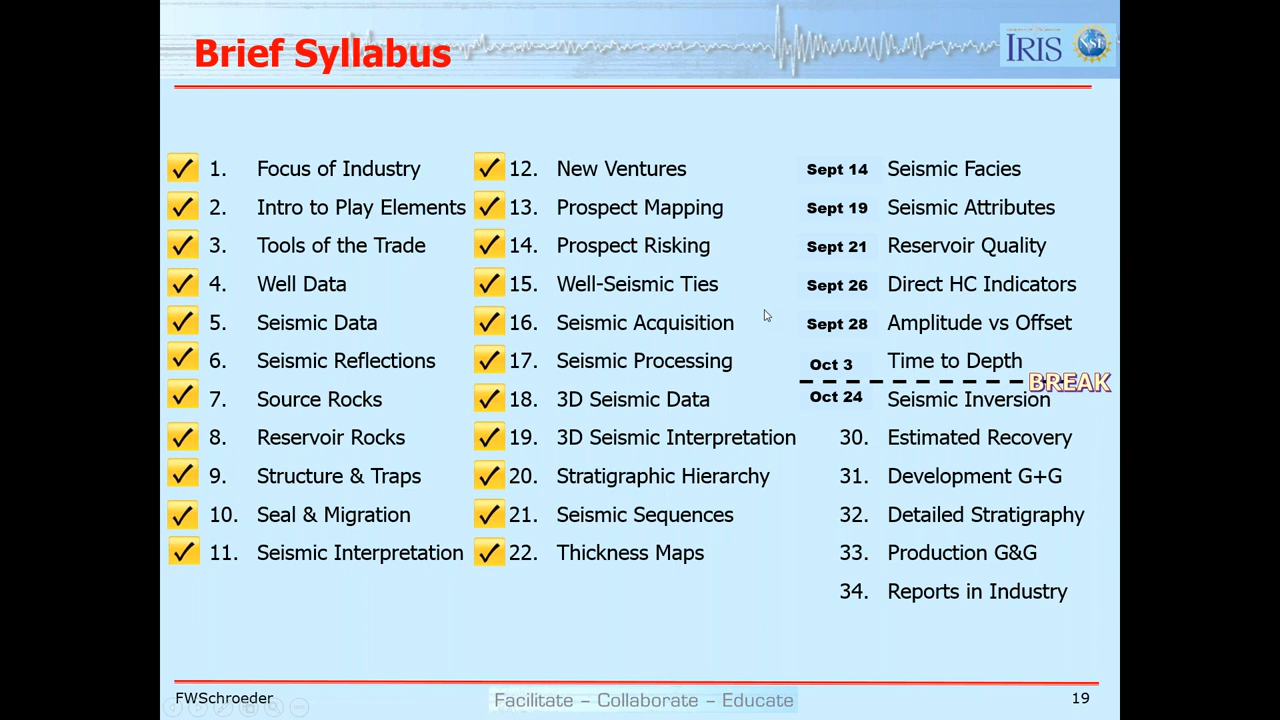 Brief Syllabus
IRIS
NSF
1. Focus of Industry
2. Intro to Play Elements
3. Tools of the Trade
4. Well Data
5. Seismic Data
6. Seismic Reflections
7. Source Rocks
8. Reservoir Rocks
9. Structure & Traps
10. Seal & Migration
11. Seismic Interpretation
12. New Ventures
13. Prospect Mapping
14. Prospect Risking
15. Well-Seismic Ties
16. Seismic Acquisition
17. Seismic Processing
18. 3D Seismic Data
19. 3D Seismic Interpretation
20. Stratigraphic Hierarchy
21. Seismic Sequences
22. Thickness Maps
Sept 14 Seismic Facies
Sept 19 Seismic Attributes
Sept 21 Reservoir Quality
Sept 26 Direct HC Indicators
Sept 28 Amplitude vs Offset
Oct 3 Time to Depth
BREAK
Oct 24 Seismic Inversion
30. Estimated Recovery
31. Development G+G
32. Detailed Stratigraphy
33. Production G&G
34. Reports in Industry
FWSchroeder
Facilitate – Collaborate – Educate
19